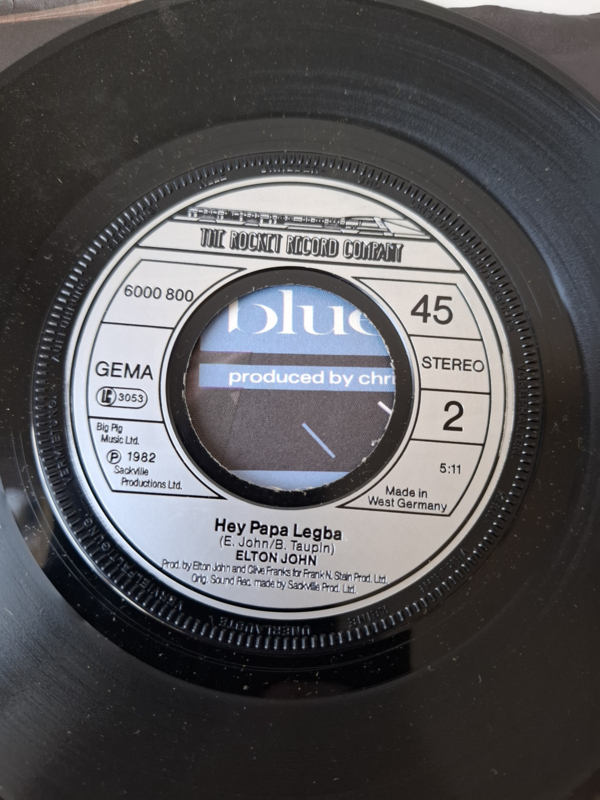 THE ROCKET RECORD COMPANY
6000 800
GEMA
LC 3053
Big Pig
Music Ltd.
℗ 1982
Sackville
Productions Ltd.
blue
produced by chri
45
STEREO
2
5:11
Made in
West Germany
Hey Papa Legba
(E. John/B. Taupin)
ELTON JOHN
Prod. by Elton John and Clive Franks for Frank N. Stein Prod. Ltd.
Orig. Sound Rec. made by Sackville Prod. Ltd.